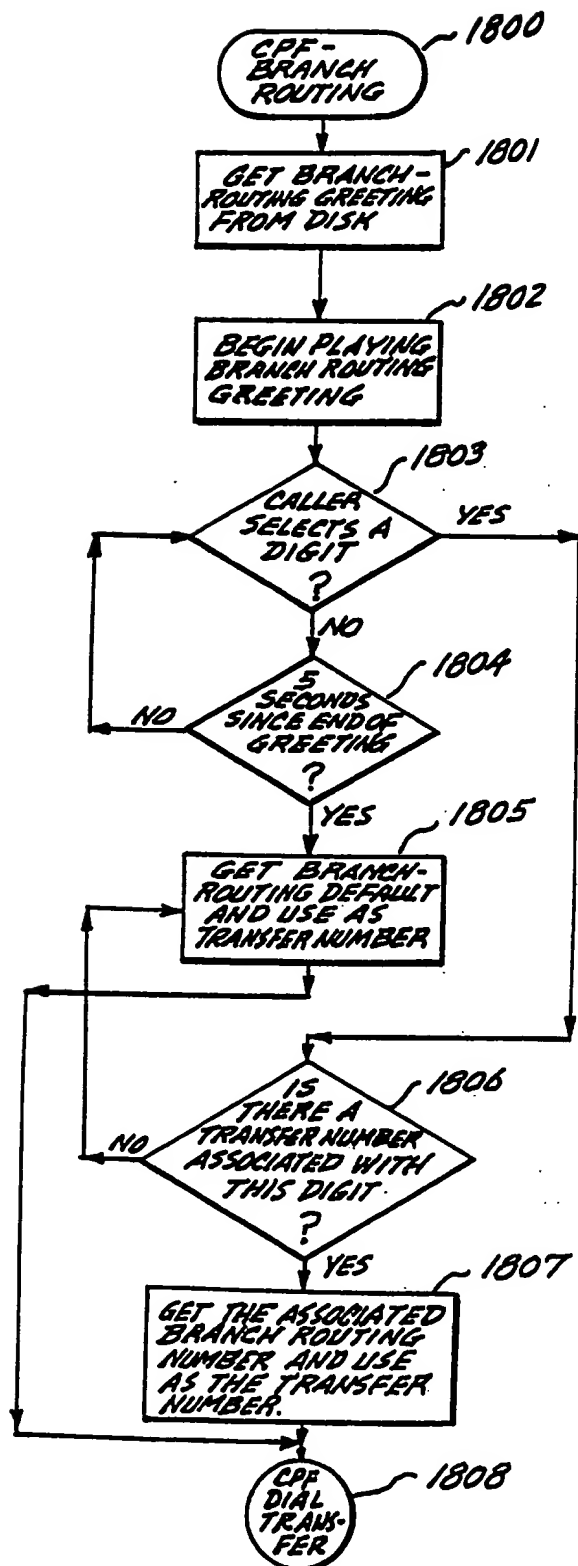 1800
CPF-
BRANCH
ROUTING
1801
GET BRANCH-
ROUTING GREETING
FROM DISK
1802
BEGIN PLAYING
BRANCH ROUTING
GREETING
1803
CALLER
SELECTS A
DIGIT
?
YES
NO
1804
5
SECONDS
SINCE END OF
GREETING
?
NO
YES
1805
GET BRANCH-
ROUTING DEFAULT
AND USE AS
TRANSFER NUMBER
1806
IS
THERE A
TRANSFER NUMBER
ASSOCIATED WITH
THIS DIGIT
?
NO
YES
1807
GET THE ASSOCIATED
BRANCH ROUTING
NUMBER AND USE
AS THE TRANSFER
NUMBER.
1808
CPF
DIAL
TRANS-
FER